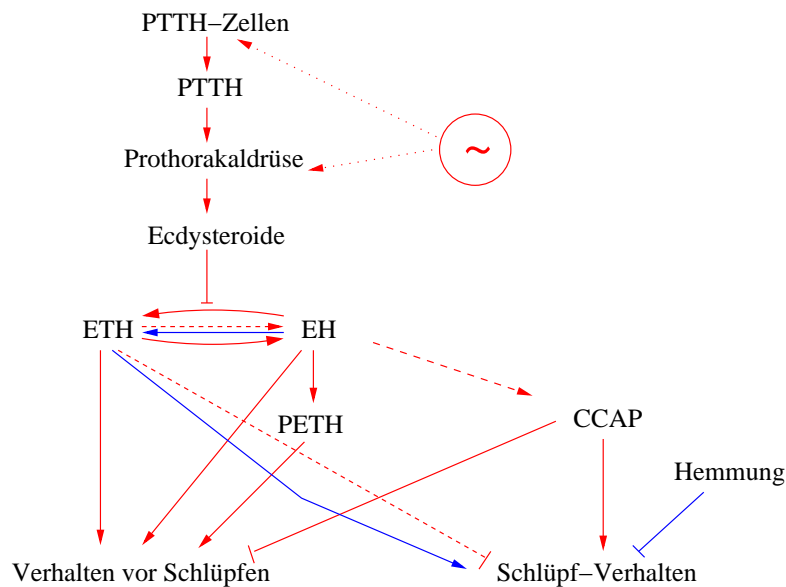 PTTH–Zellen
PTTH
~
Prothorakaldrüse
Ecdysteroide
ETH
EH
PETH
CCAP
Hemmung
Verhalten vor Schlüpfen
Schlüpf–Verhalten